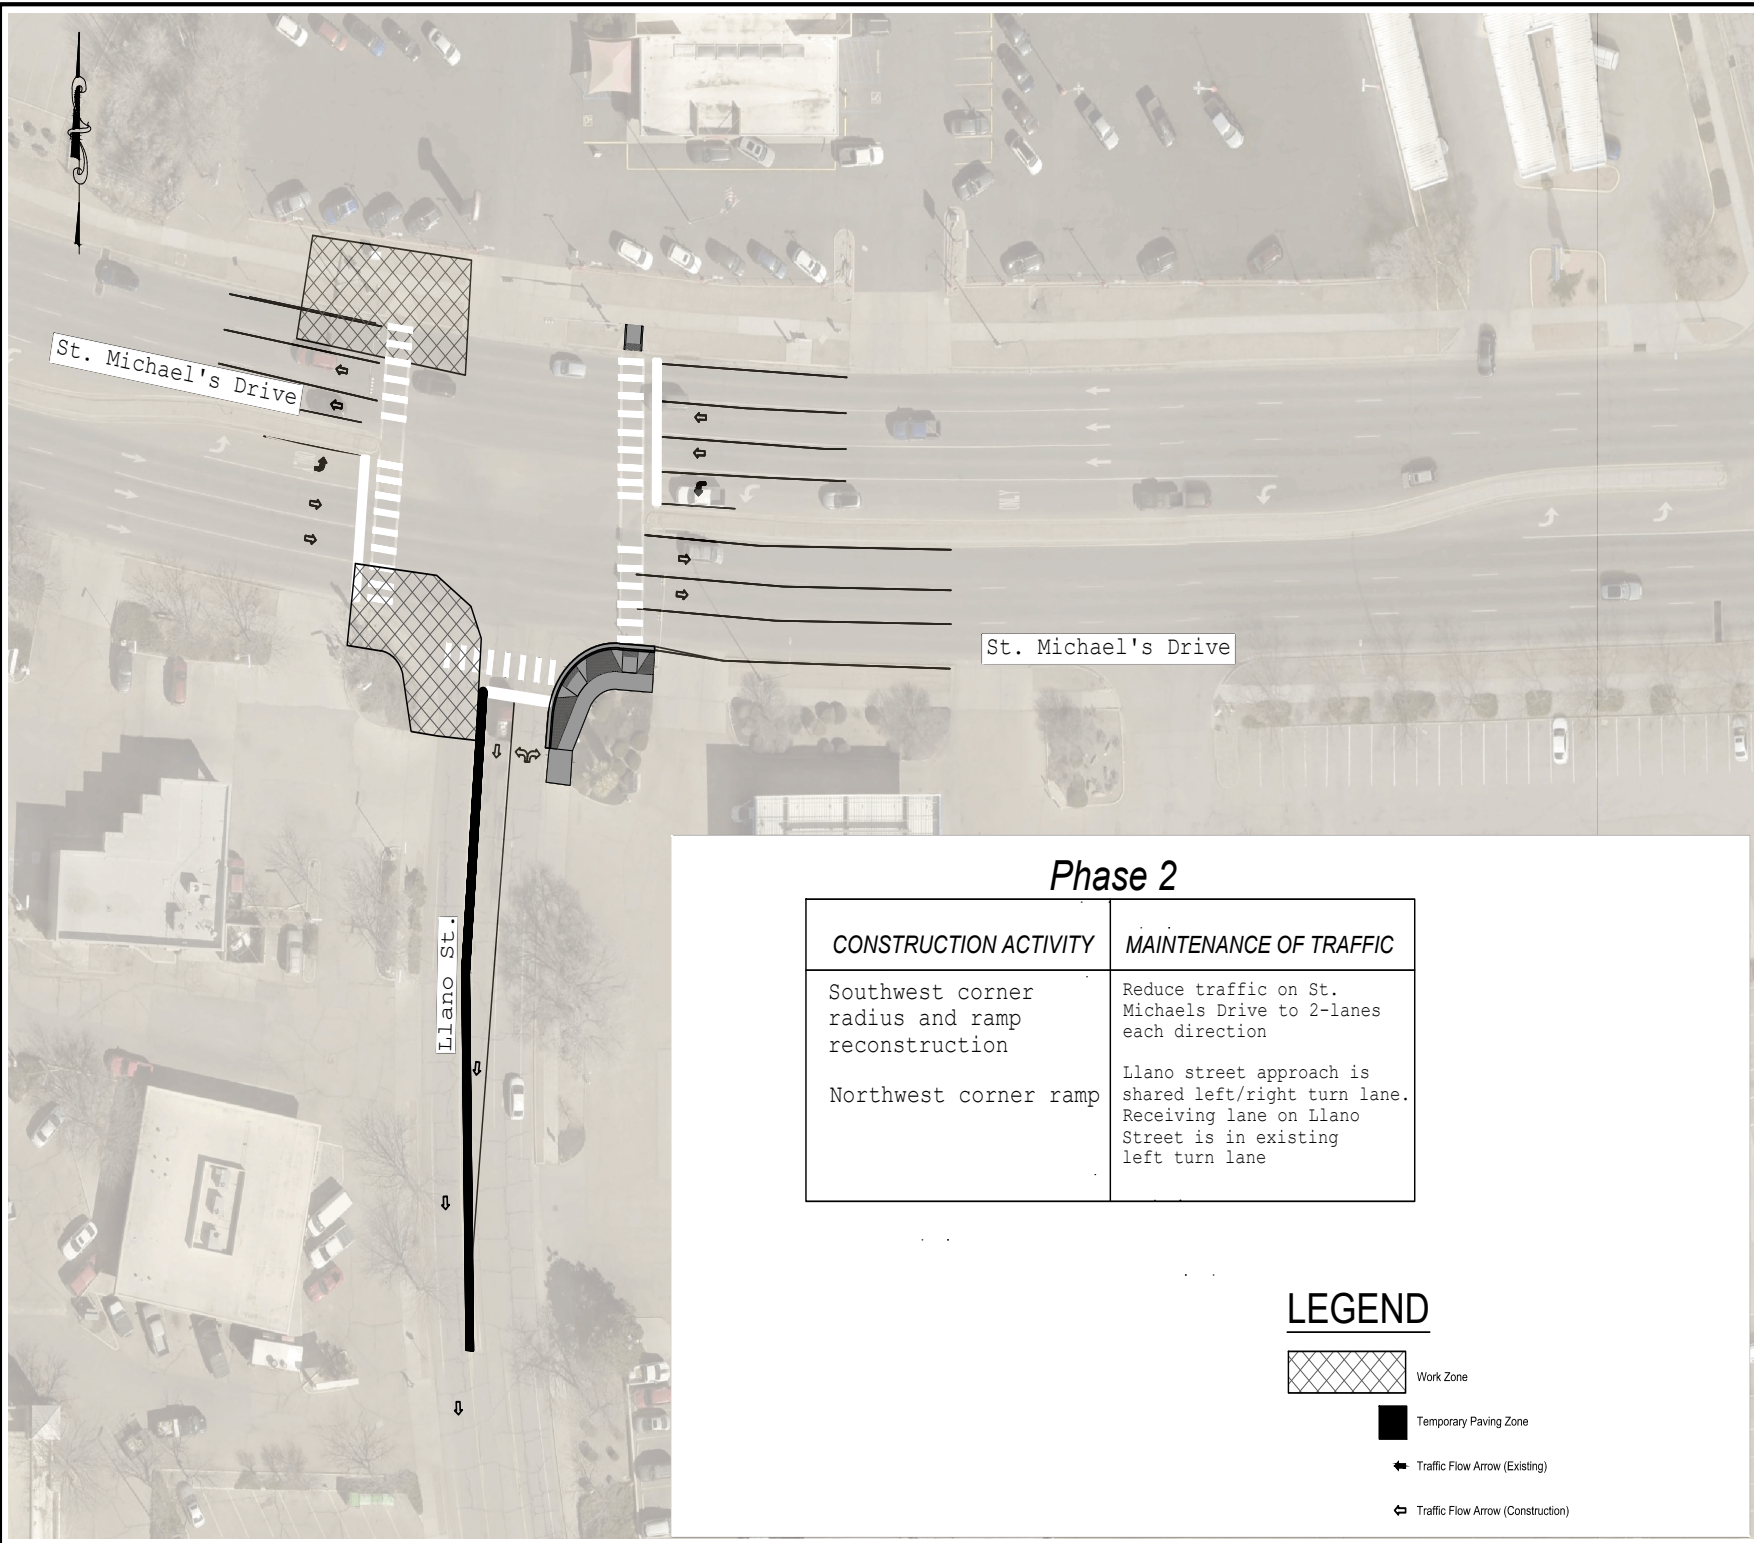 St. Michael's Drive
St. Michael's Drive
Llano St.
Phase 2
CONSTRUCTION ACTIVITY
MAINTENANCE OF TRAFFIC
Southwest corner
radius and ramp
reconstruction
Northwest corner ramp
Reduce traffic on St.
Michaels Drive to 2-lanes
each direction
Llano street approach is
shared left/right turn lane.
Receiving lane on Llano
Street is in existing
left turn lane
LEGEND
Work Zone
Temporary Paving Zone
Traffic Flow Arrow (Existing)
Traffic Flow Arrow (Construction)